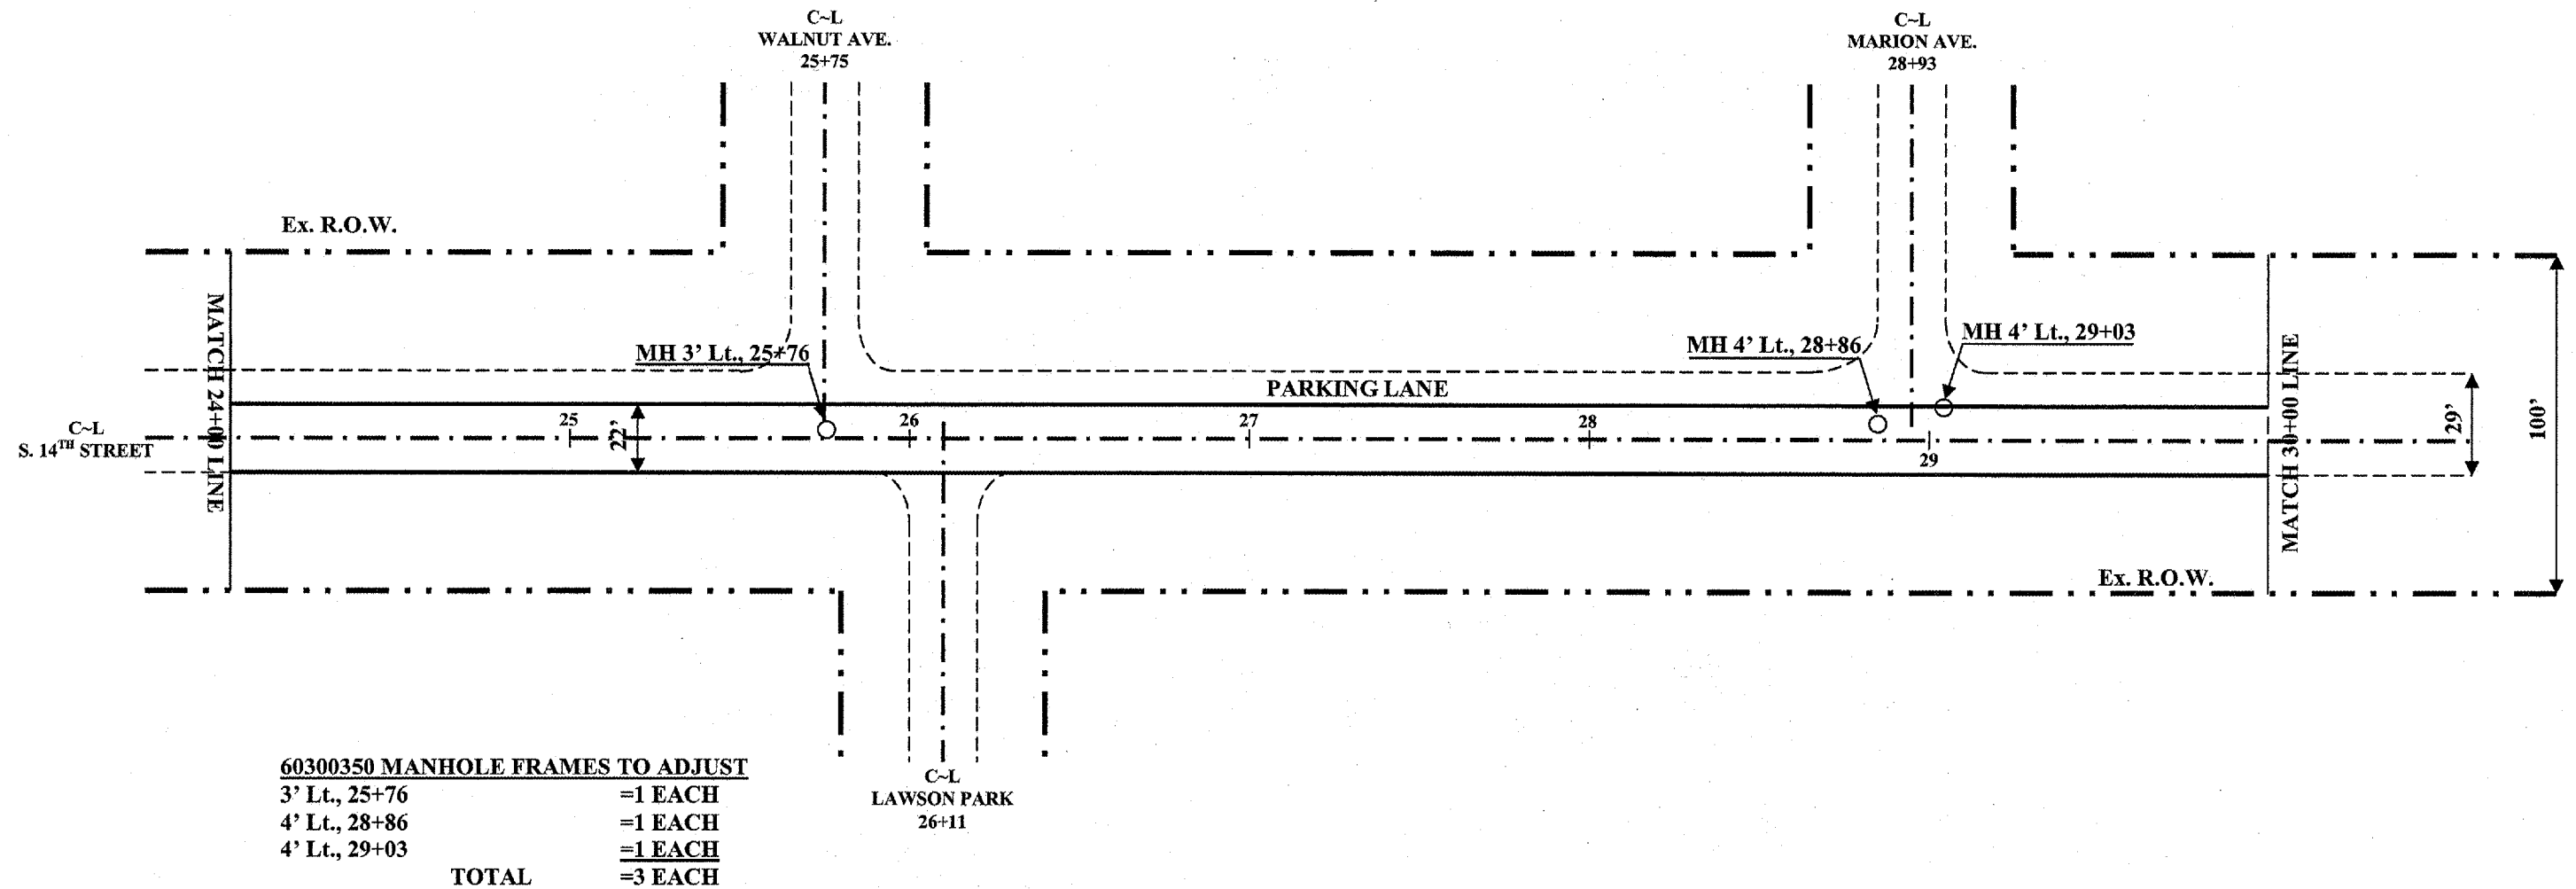 C~L
WALNUT AVE.
25+75
C~L
MARION AVE.
28+93
Ex. R.O.W.
MATCH 24+00 LINE
MH 3' Lt., 25+76
MH 4' Lt., 28+86
MH 4' Lt., 29+03
MATCH 30+00 LINE
PARKING LANE
C~L
S. 14TH STREET
25
22'
26
27
28
29
29'
100'
Ex. R.O.W.
C~L
LAWSON PARK
26+11
60300350 MANHOLE FRAMES TO ADJUST
3' Lt., 25+76 =1 EACH
4' Lt., 28+86 =1 EACH
4' Lt., 29+03 =1 EACH
TOTAL =3 EACH